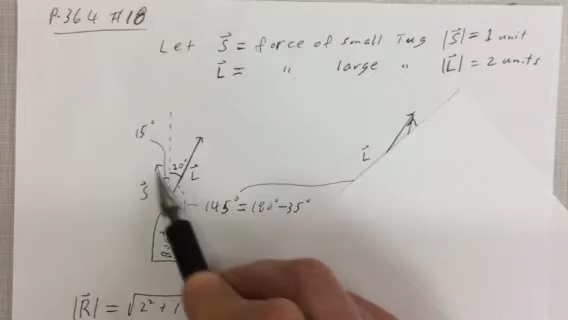 P.364 #18
Let S⃗ = force of small Tug |S⃗| = 1 unit
L⃗ = " large " |L⃗| = 2 units
15°
20°
L⃗
L⃗
S⃗
145° = 180° - 35°
|R⃗| = √2² + 1